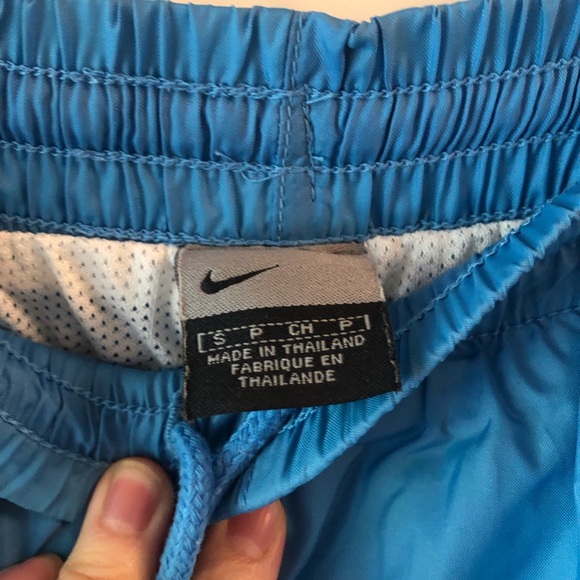 S P CH P
MADE IN THAILAND
FABRIQUE EN
THAILANDE